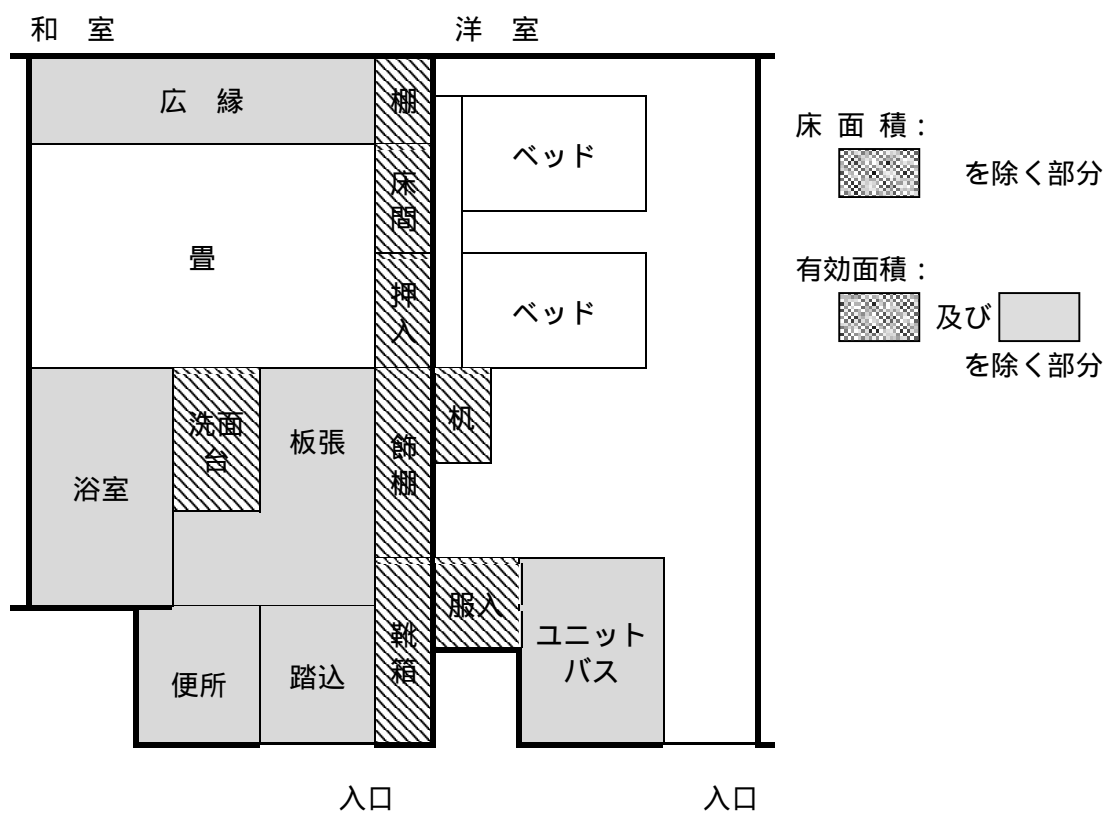 和 室
洋 室
広 縁
棚
ベッド
床 面 積：
を除く部分
床
間
畳
押
入
ベッド
有効面積：
及び
を除く部分
浴室
洗面
台
板張
飾
棚
机
便所
踏込
靴
箱
服入
ユニット
バス
入口
入口